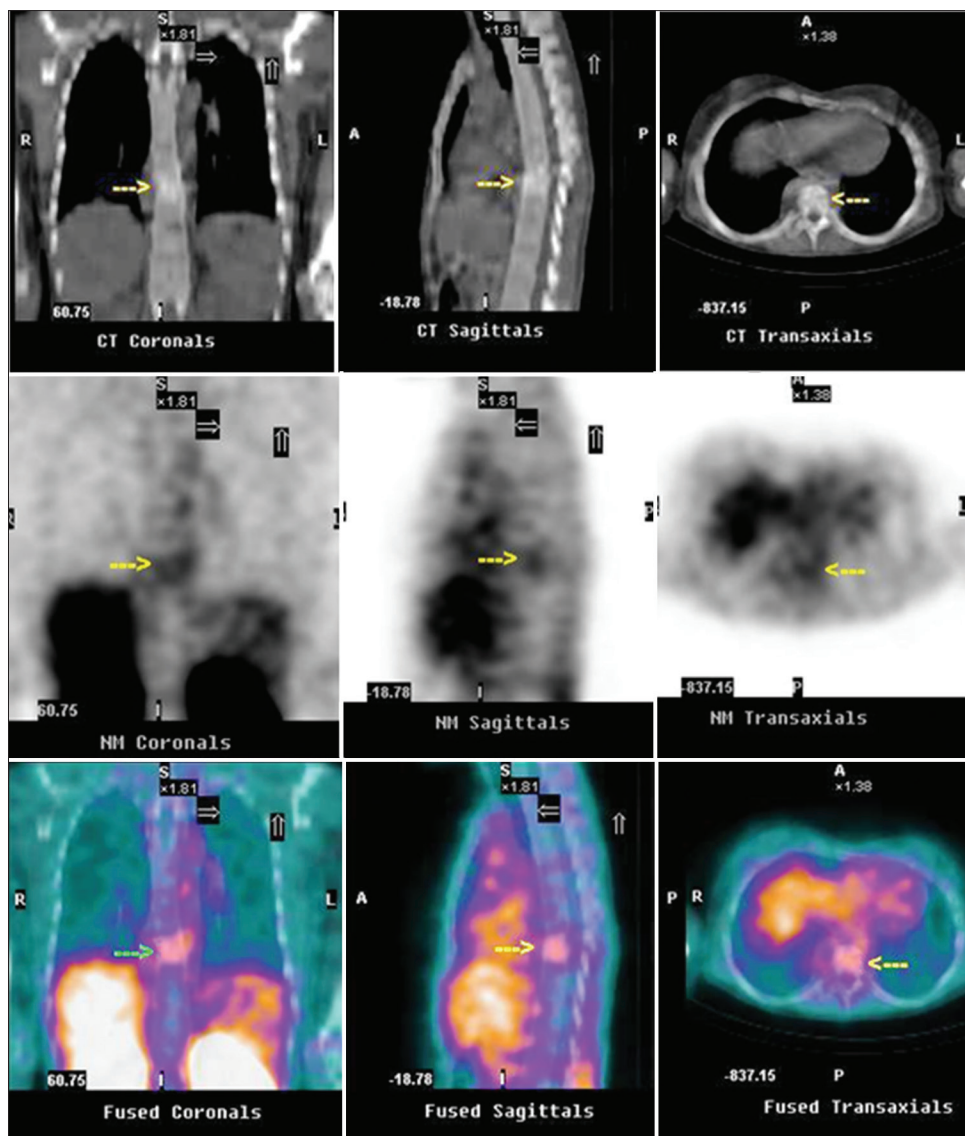 S
×1.81
⇒
⇑
R
L
60.75
I
CT Coronals
S
×1.81
⇐
⇑
A
P
-18.78
CT Sagittals
A
×1.38
R
L
-837.15
P
CT Transaxials
S
×1.81
⇒
⇑
R
60.75
I
NM Coronals
S
×1.81
⇐
⇑
P
-18.78
I
NM Sagittals
A
×1.38
-837.15
P
NM Transaxials
S
×1.81
⇒
⇑
R
L
60.75
I
Fused Coronals
S
×1.81
⇐
⇑
A
P
-18.78
I
Fused Sagittals
A
×1.38
R
L
-837.15
P
Fused Transaxials